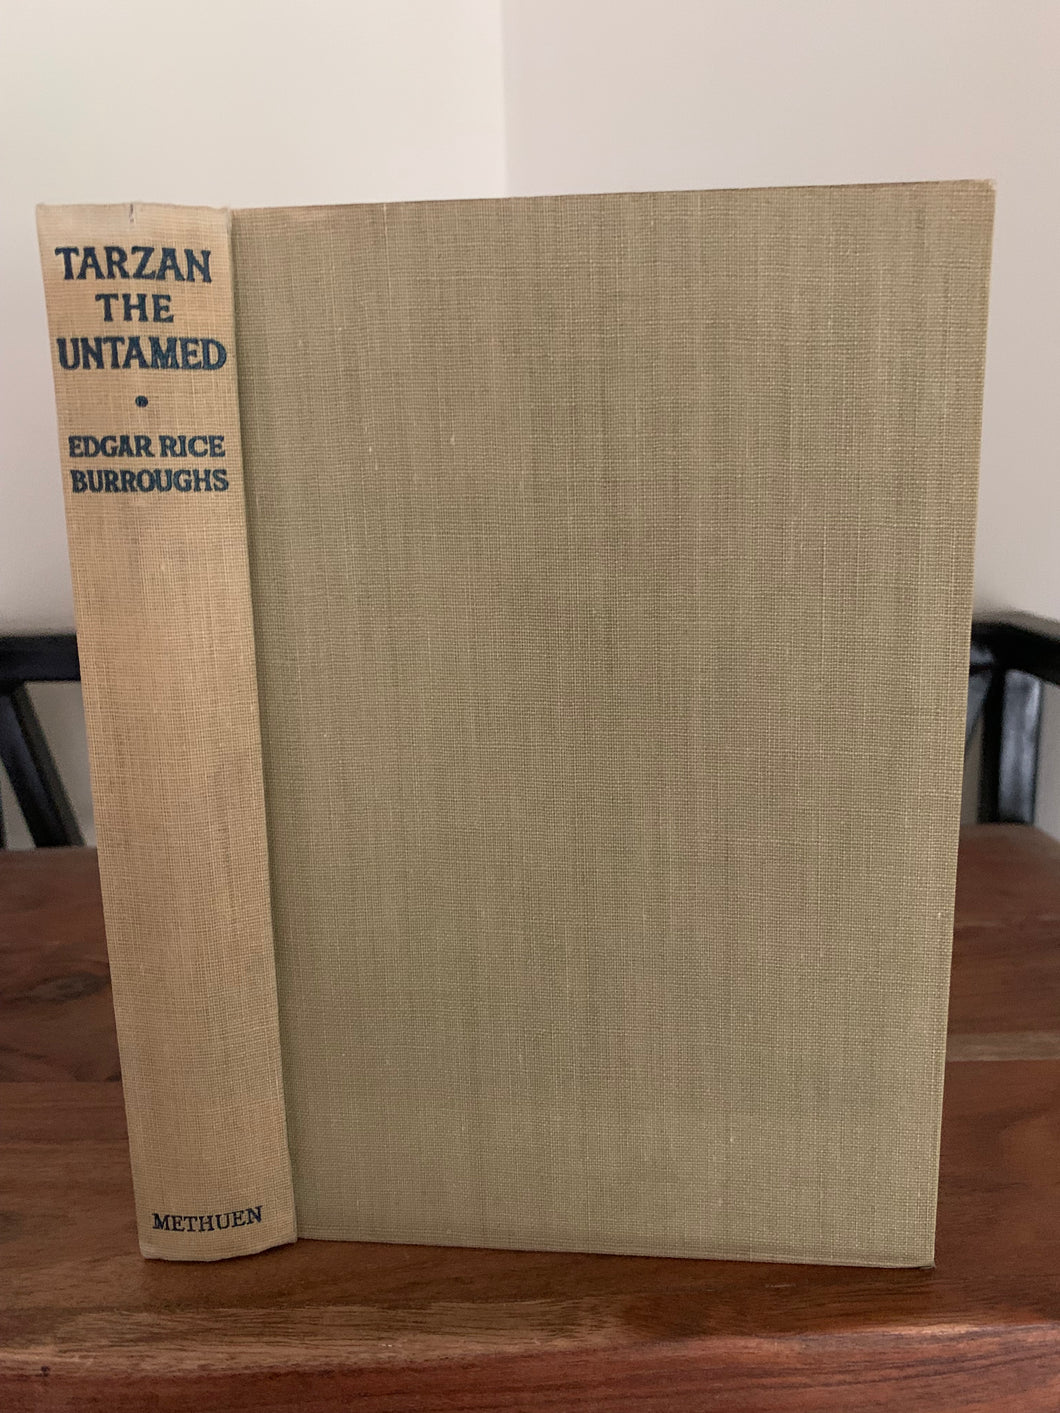 TARZAN
THE
UNTAMED
•
EDGAR RICE
BURROUGHS
METHUEN